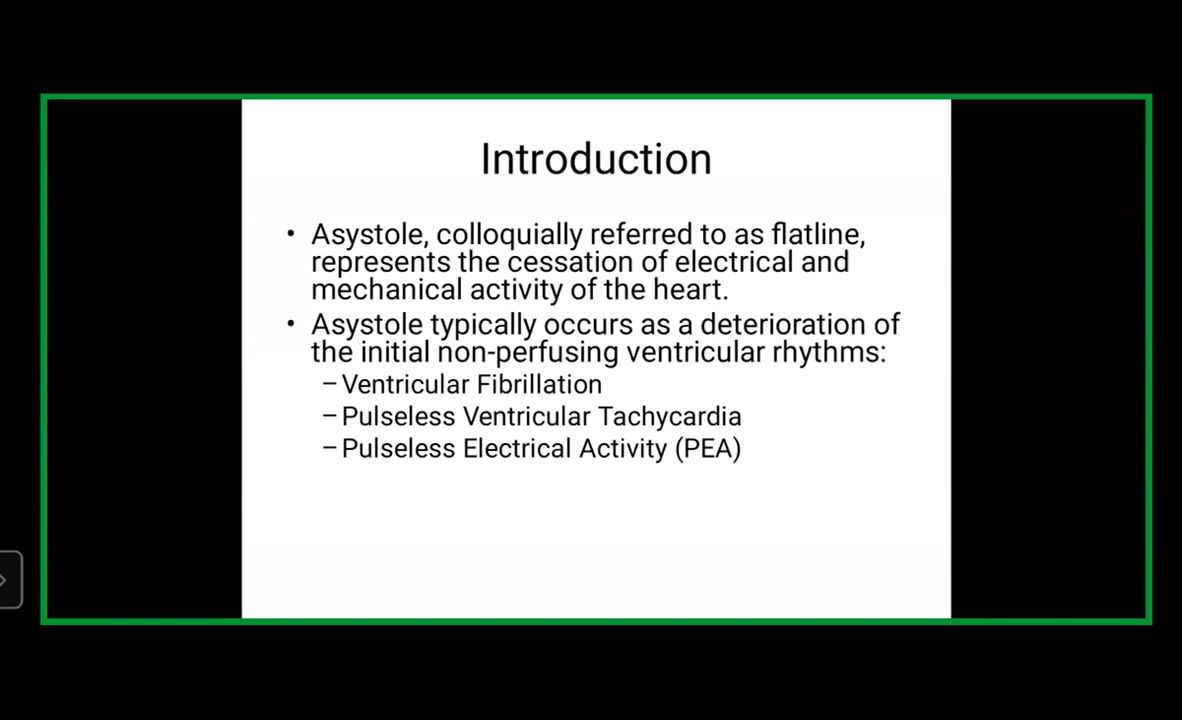 Introduction
• Asystole, colloquially referred to as flatline,
represents the cessation of electrical and
mechanical activity of the heart.
• Asystole typically occurs as a deterioration of
the initial non-perfusing ventricular rhythms:
– Ventricular Fibrillation
– Pulseless Ventricular Tachycardia
– Pulseless Electrical Activity (PEA)